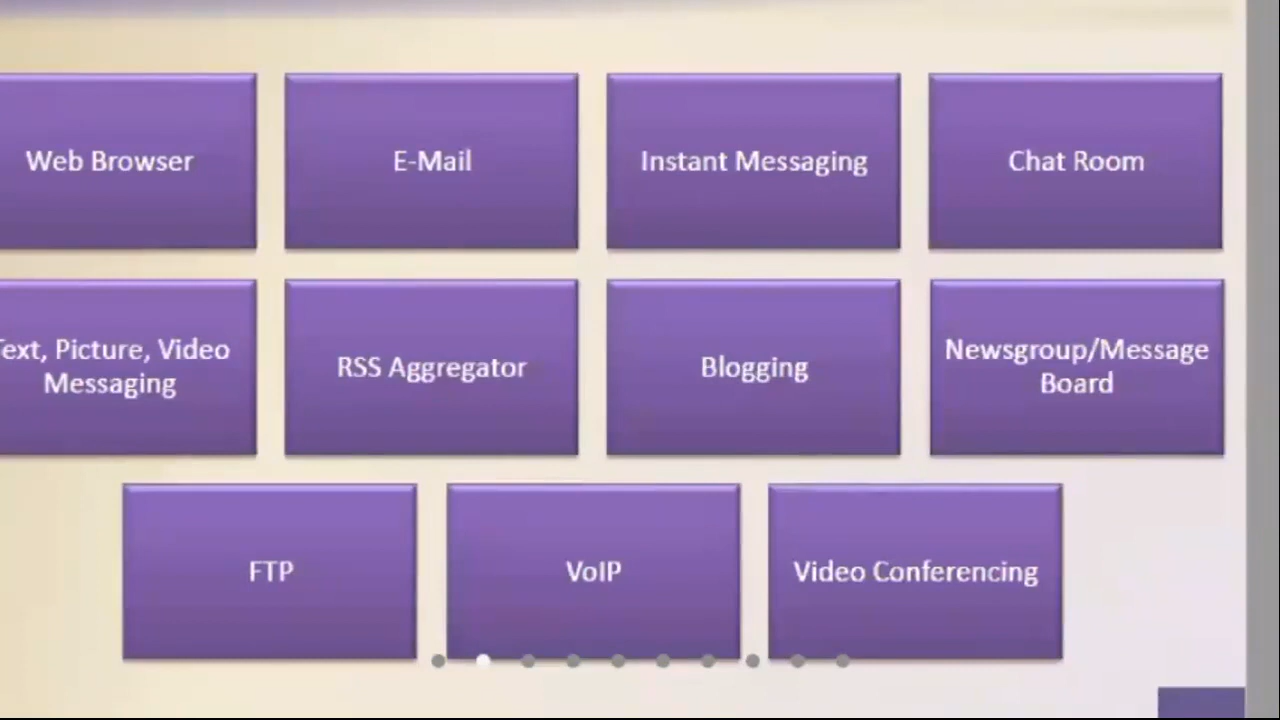 Web Browser
E-Mail
Instant Messaging
Chat Room
Text, Picture, Video
Messaging
RSS Aggregator
Blogging
Newsgroup/Message
Board
FTP
VoIP
Video Conferencing